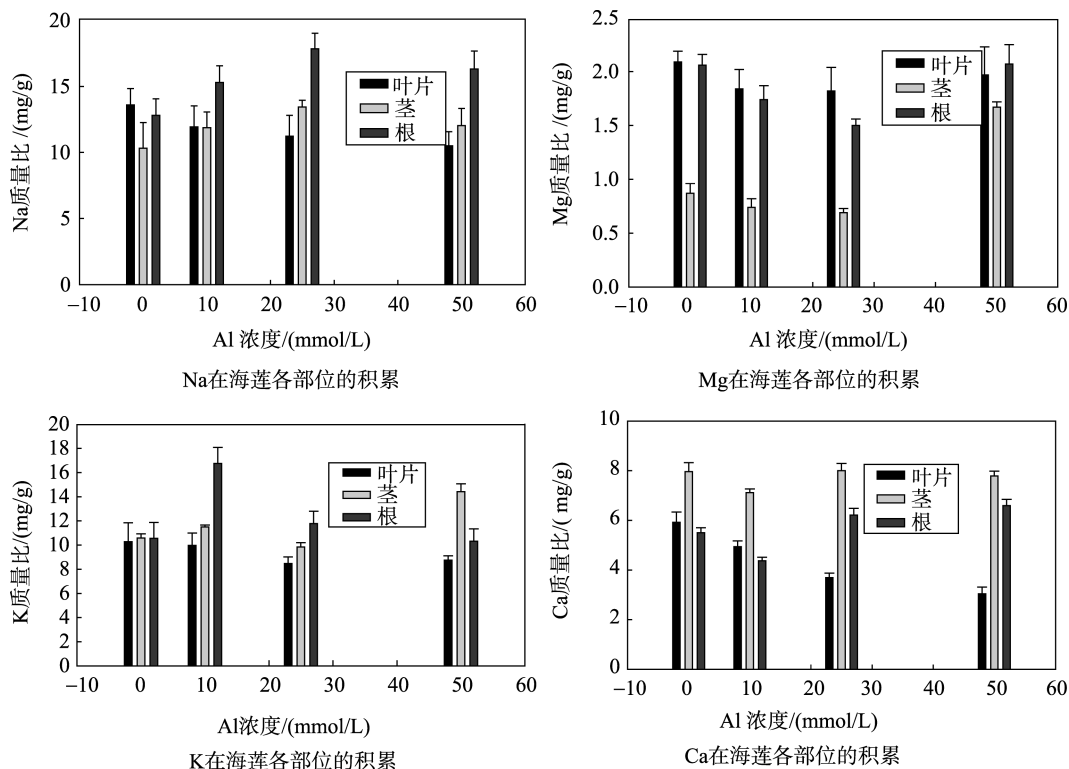 20
15
10
5
0
Na质量比 /(mg/g)
叶片
茎
根
−10 0 10 20 30 40 50 60
Al 浓度/(mmol/L)
Na在海莲各部位的积累
2.5
2.0
1.5
1.0
0.5
0.0
Mg质量比 /(mg/g)
叶片
茎
根
−10 0 10 20 30 40 50 60
Al 浓度/(mmol/L)
Mg在海莲各部位的积累
20
18
16
14
12
10
8
6
4
2
0
K质量比/(mg/g)
叶片
茎
根
−10 0 10 20 30 40 50 60
Al浓度/(mmol/L)
K在海莲各部位的积累
10
8
6
4
2
0
Ca质量比/( mg/g)
叶片
茎
根
−10 0 10 20 30 40 50 60
Al 浓度/(mmol/L)
Ca在海莲各部位的积累